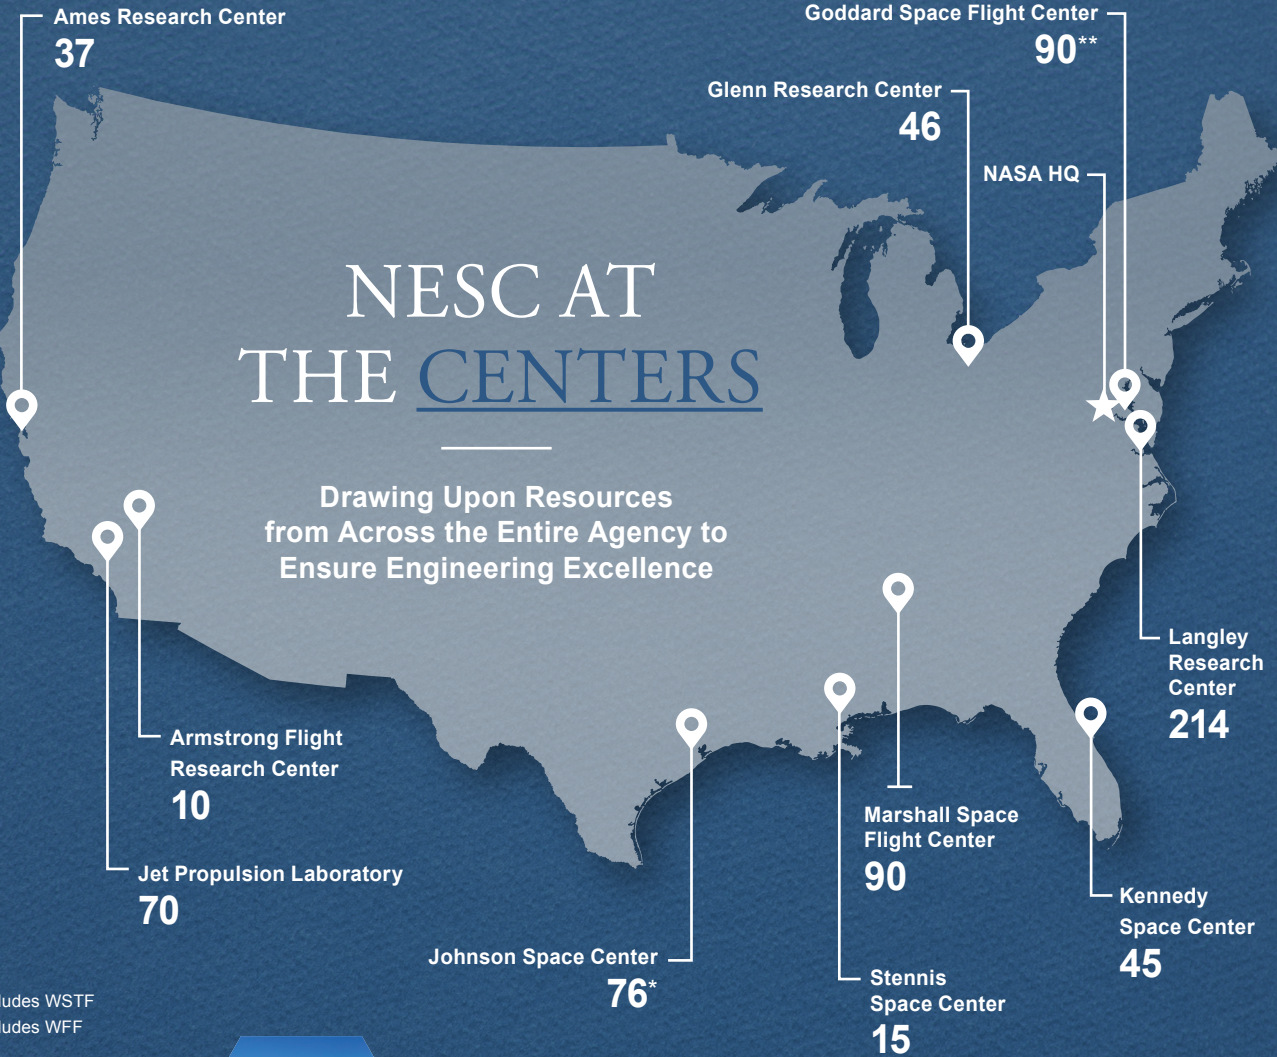 Ames Research Center
37
Goddard Space Flight Center
90**
Glenn Research Center
46
NASA HQ
NESC AT
THE CENTERS
Drawing Upon Resources
from Across the Entire Agency to
Ensure Engineering Excellence
Langley
Research
Center
214
Armstrong Flight
Research Center
10
Marshall Space
Flight Center
90
Jet Propulsion Laboratory
70
Kennedy
Space Center
45
Johnson Space Center
76*
Stennis
Space Center
15
WSTF
WFF